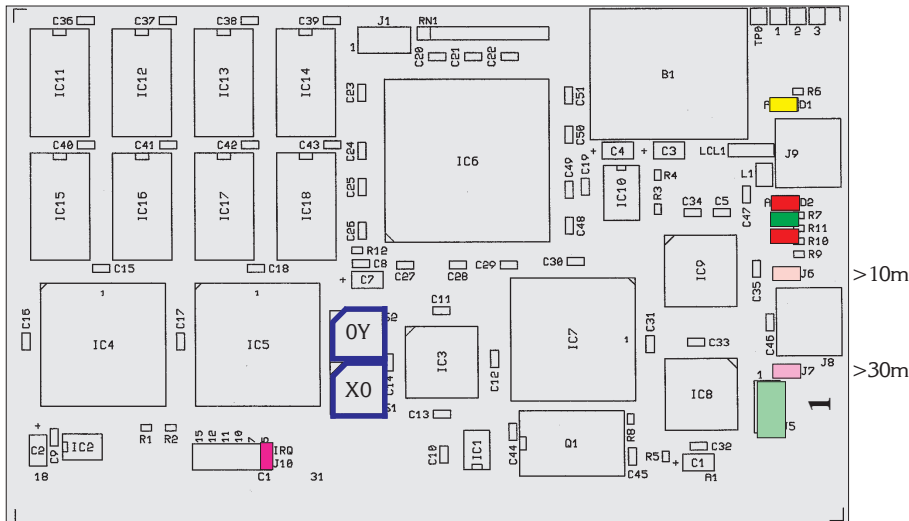 C36 C37 C38 C39 J1 RN1 TP0 1 2 3
1 C20 C21 C22
IC11 IC12 IC13 IC14 C23 C51 B1 R6
A D1
C50
C40 C41 C42 C43 C24 IC6 + C4 + C3 LCL1 J9
IC15 IC16 IC17 IC18 C25 C49 C19 IC10 R4 L1
R3 C47 A D2
C34 C5 R7
C26 C48 R11
R12 R10
C15 C18 C8 C27 C28 C29 C30 IC9 C35 R9
+ C7 J6 >10m
1 1 C11
C16 IC4 C17 IC5 0Y S2 IC3 IC7 1 C31 C33 C46
C14 C12 J8
X0 S1 IC8 1 J7 >30m
C13 1
J5
+ R1 R2 15 12 11 10 7 5 IRQ R8
C2 C9 IC2 J10 C10 IC1 C44 Q1 C45 R5 C32
+ C1
18 C1 31 A1